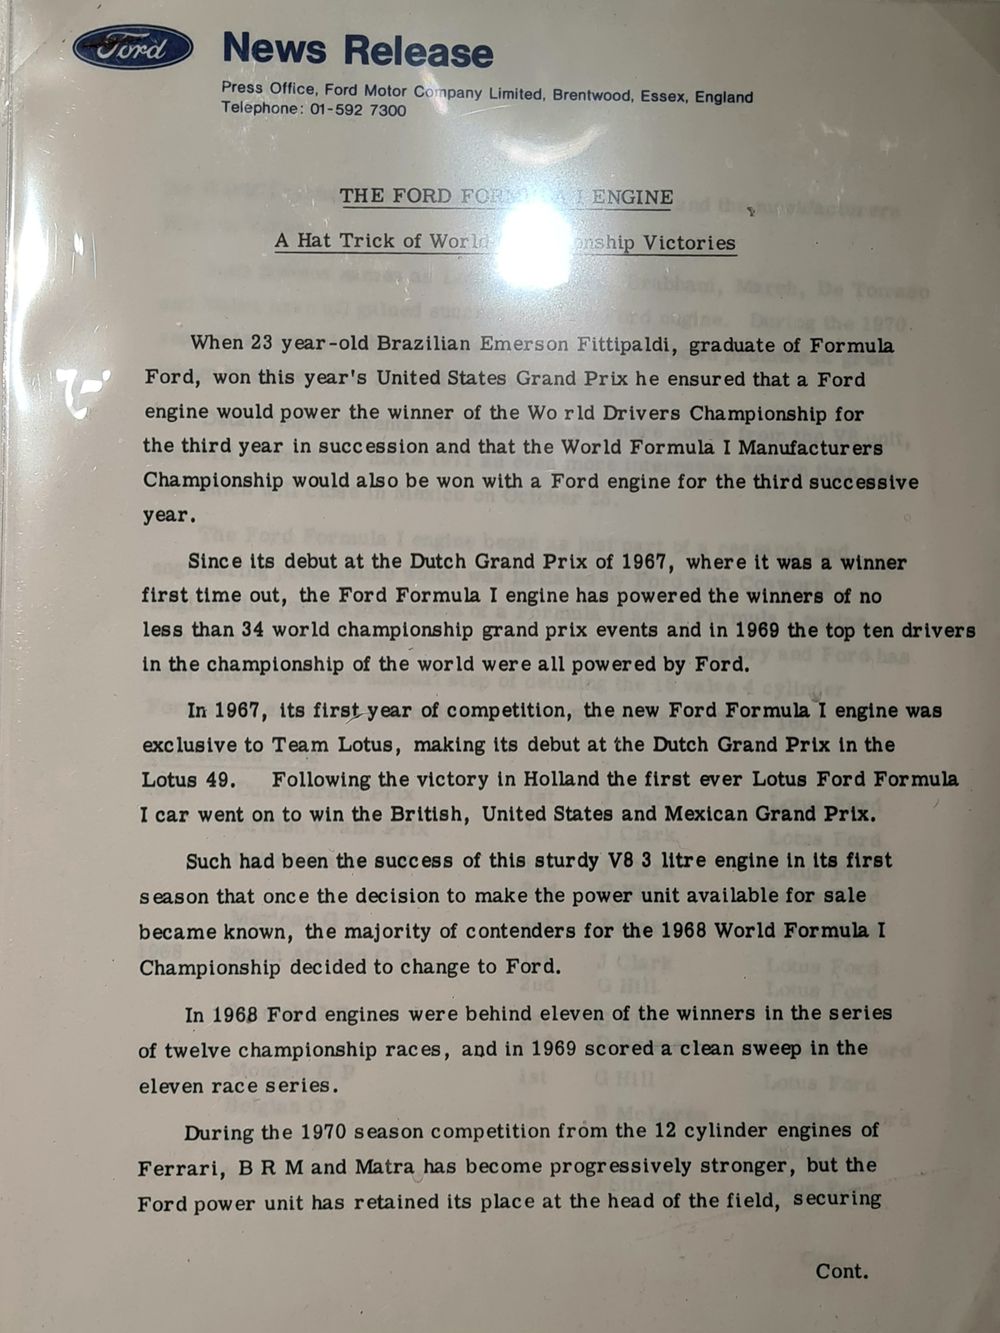 Ford
News Release
Press Office, Ford Motor Company Limited, Brentwood, Essex, England
Telephone: 01-592 7300
THE FORD FORMULA I ENGINE
A Hat Trick of World Championship Victories
When 23 year-old Brazilian Emerson Fittipaldi, graduate of Formula
Ford, won this year's United States Grand Prix he ensured that a Ford
engine would power the winner of the Wo rld Drivers Championship for
the third year in succession and that the World Formula I Manufacturers
Championship would also be won with a Ford engine for the third successive
year.
Since its debut at the Dutch Grand Prix of 1967, where it was a winner
first time out, the Ford Formula I engine has powered the winners of no
less than 34 world championship grand prix events and in 1969 the top ten drivers
in the championship of the world were all powered by Ford.
In 1967, its first year of competition, the new Ford Formula I engine was
exclusive to Team Lotus, making its debut at the Dutch Grand Prix in the
Lotus 49. Following the victory in Holland the first ever Lotus Ford Formula
I car went on to win the British, United States and Mexican Grand Prix.
Such had been the success of this sturdy V8 3 litre engine in its first
season that once the decision to make the power unit available for sale
became known, the majority of contenders for the 1968 World Formula I
Championship decided to change to Ford.
In 1968 Ford engines were behind eleven of the winners in the series
of twelve championship races, and in 1969 scored a clean sweep in the
eleven race series.
During the 1970 season competition from the 12 cylinder engines of
Ferrari, B R M and Matra has become progressively stronger, but the
Ford power unit has retained its place at the head of the field, securing
Cont.